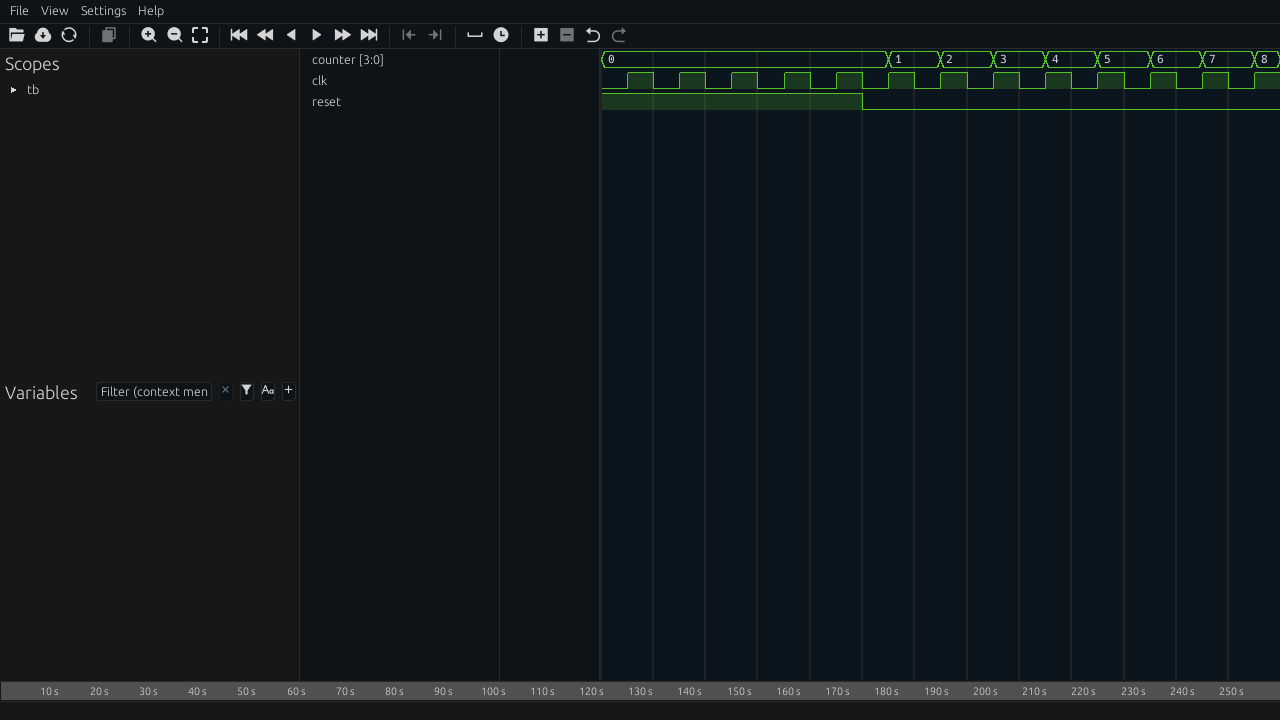 File View Settings Help
Scopes
tb
Variables Filter (context men × Aa +
counter [3:0]
clk
reset
0 1 2 3 4 5 6 7 8
10 s 20 s 30 s 40 s 50 s 60 s 70 s 80 s 90 s 100 s 110 s 120 s 130 s 140 s 150 s 160 s 170 s 180 s 190 s 200 s 210 s 220 s 230 s 240 s 250 s